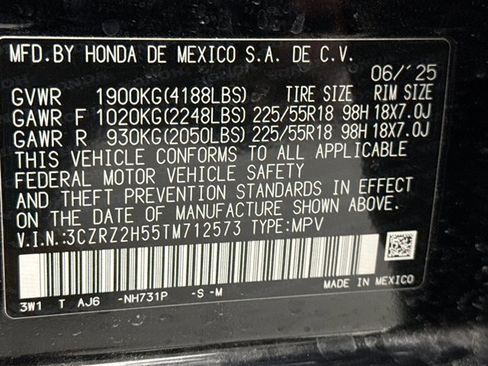 MFD.BY HONDA DE MEXICO S.A. DE C.V.
06/'25
GVWR 1900KG(4188LBS) TIRE SIZE RIM SIZE
GAWR F 1020KG(2248LBS) 225/55R18 98H 18X7.0J
GAWR R 930KG(2050LBS) 225/55R18 98H 18X7.0J
THIS VEHICLE CONFORMS TO ALL APPLICABLE
FEDERAL MOTOR VEHICLE SAFETY
AND THEFT PREVENTION STANDARDS IN EFFECT
ON THE DATE OF MANUFACTURE SHOWN ABOVE.
V.I.N.:3CZRZ2H55TM712573 TYPE:MPV
3W1 T AJ6 -NH731P -S -M MADE IN MEXICO